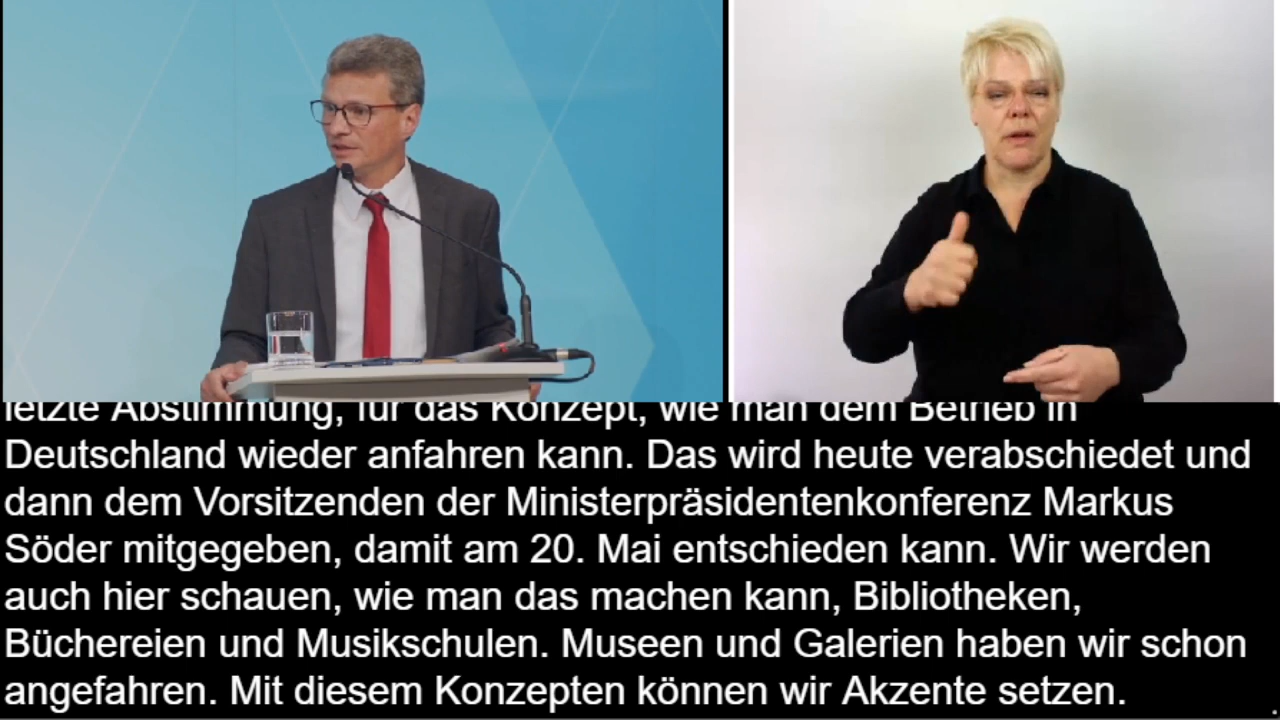 letzte Abstimmung, für das Konzept, wie man dem Betrieb in
Deutschland wieder anfahren kann. Das wird heute verabschiedet und
dann dem Vorsitzenden der Ministerpräsidentenkonferenz Markus
Söder mitgegeben, damit am 20. Mai entschieden kann. Wir werden
auch hier schauen, wie man das machen kann, Bibliotheken,
Büchereien und Musikschulen. Museen und Galerien haben wir schon
angefahren. Mit diesem Konzepten können wir Akzente setzen.